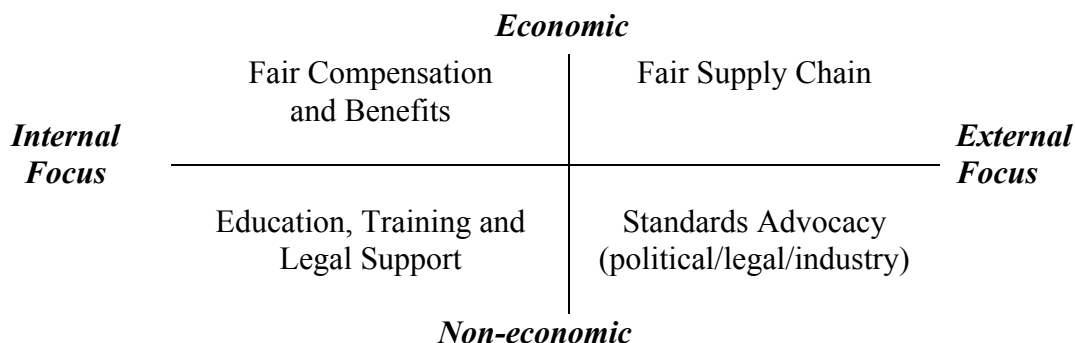 Economic
Fair Compensation
and Benefits
Fair Supply Chain
Internal
Focus
External
Focus
Education, Training and
Legal Support
Standards Advocacy
(political/legal/industry)
Non-economic